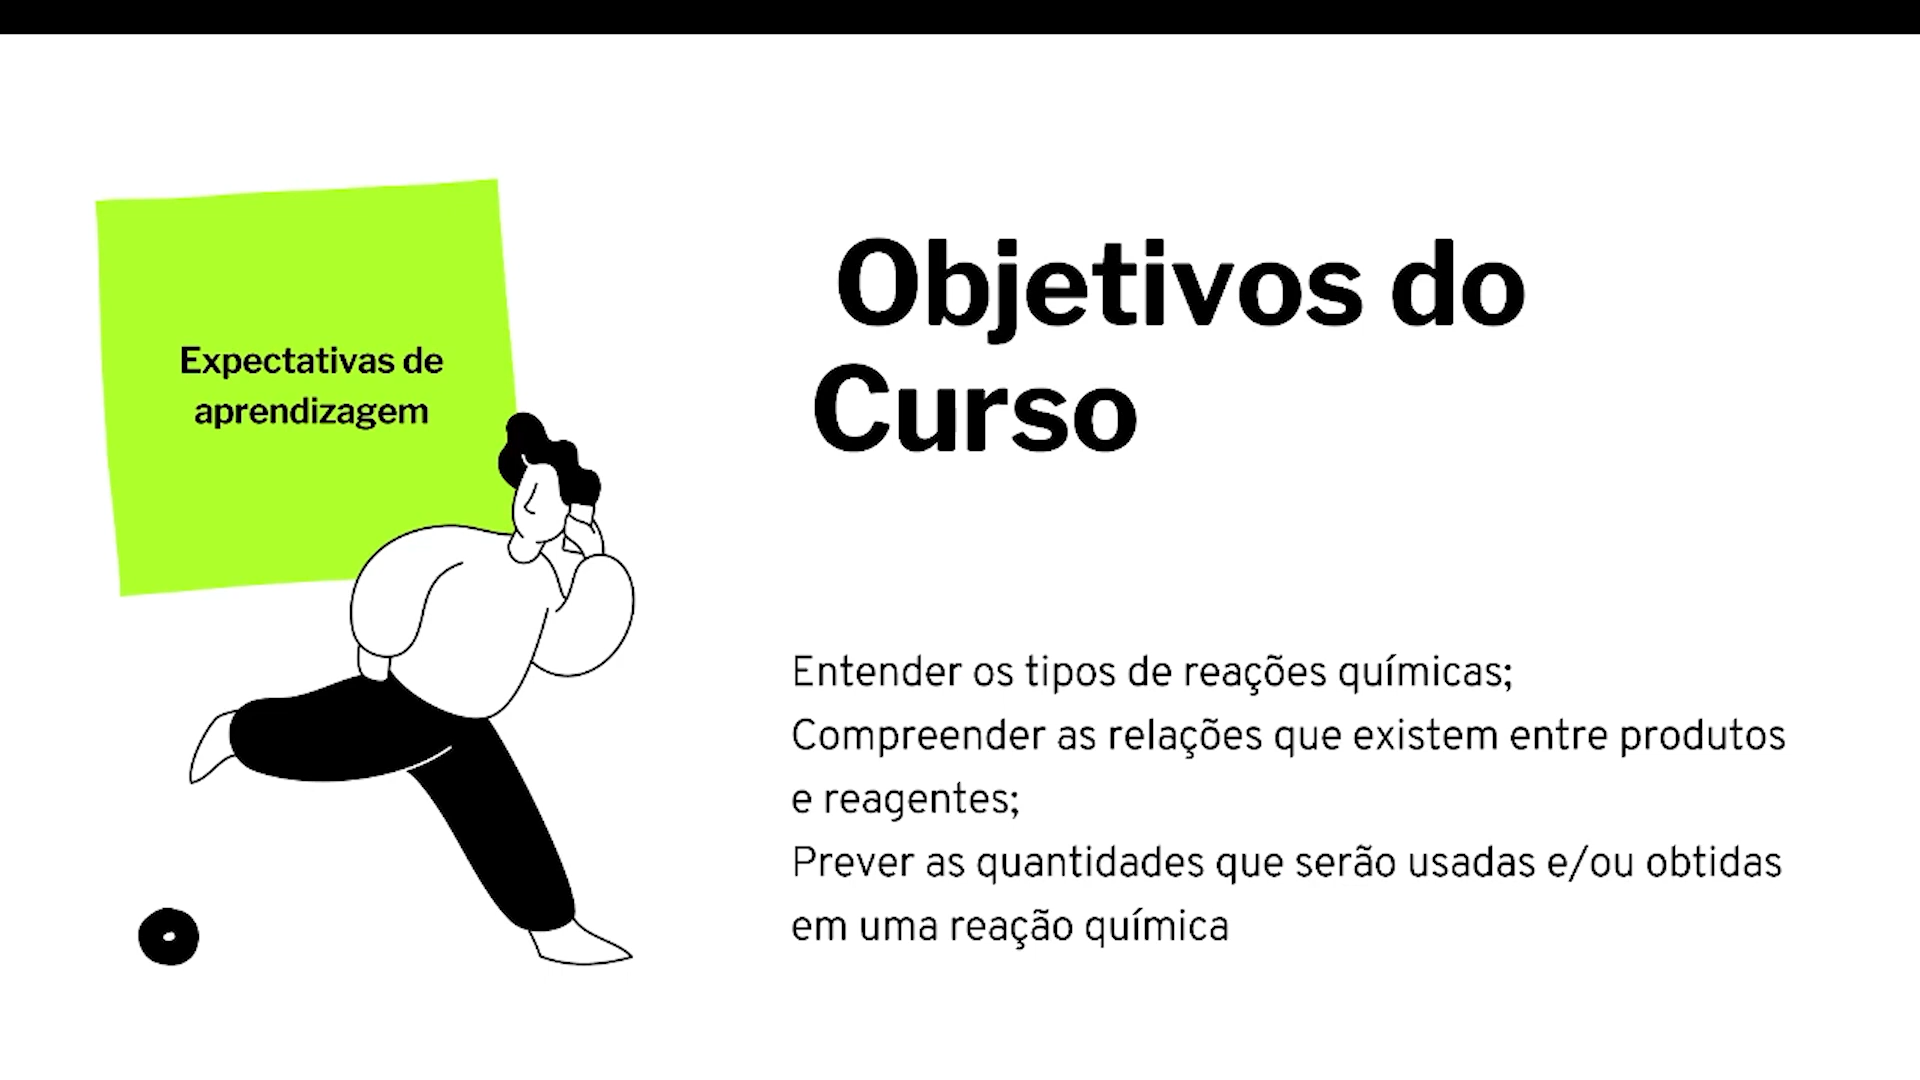 Expectativas de
aprendizagem
Objetivos do
Curso
Entender os tipos de reações químicas;
Compreender as relações que existem entre produtos
e reagentes;
Prever as quantidades que serão usadas e/ou obtidas
em uma reação química